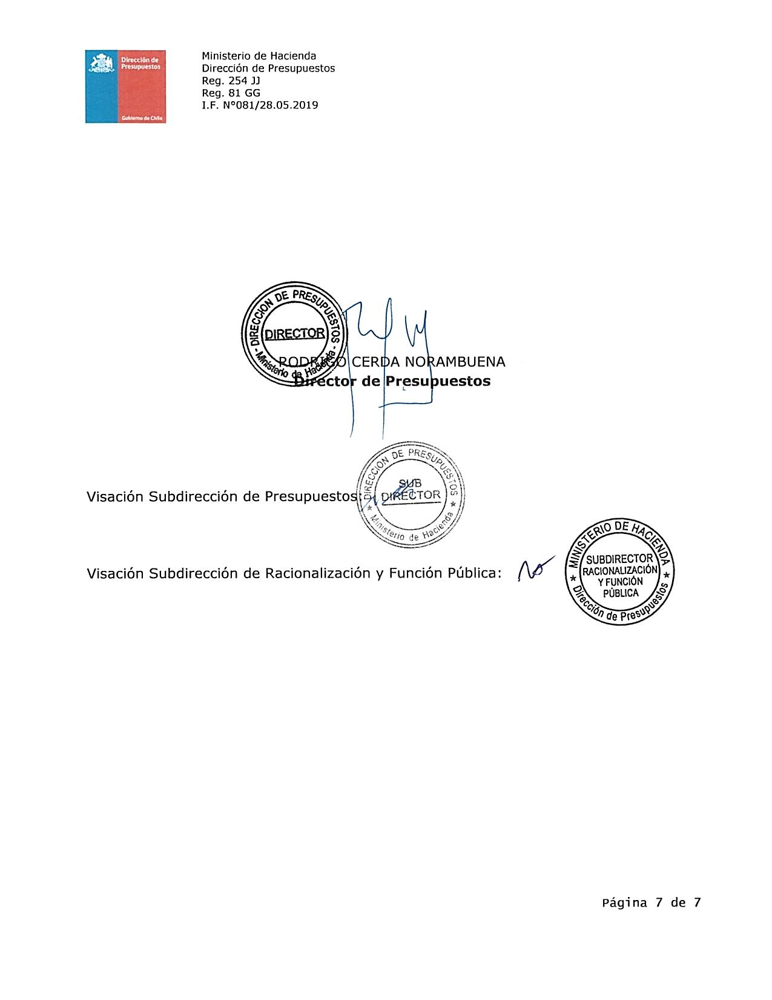 Dirección de
Presupuestos
Gobierno de Chile
Ministerio de Hacienda
Dirección de Presupuestos
Reg. 254 JJ
Reg. 81 GG
I.F. N°081/28.05.2019
DIRECCION DE PRESUPUESTOS
DIRECTOR
- Ministerio de Hacienda -
RODRIGO CERDA NORAMBUENA
Director de Presupuestos
DIRECCION DE PRESUPUESTOS
SUB
DIRECTOR
★ Ministerio de Hacienda ★
Visación Subdirección de Presupuestos:
Visación Subdirección de Racionalización y Función Pública:
MINISTERIO DE HACIENDA
SUBDIRECTOR
RACIONALIZACIÓN
Y FUNCIÓN
PÚBLICA
★ Dirección de Presupuestos ★
Página 7 de 7